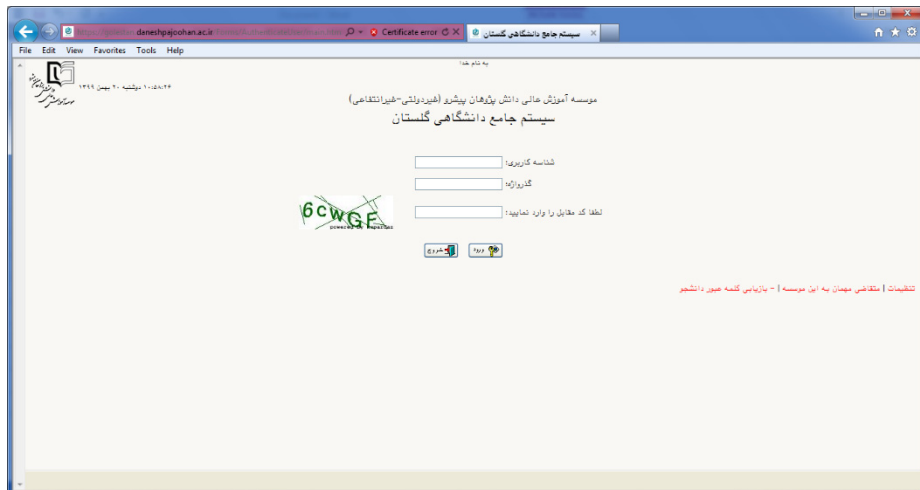 daneshpajoohan.ac.ir
Certificate error
سیستم جامع دانشگاهی گلستان
File Edit View Favorites Tools Help
به نام خدا
۱۰:۵۸:۲۶ دوشنبه ۲۰ بهمن ۱۳۹۹
موسسه آموزش عالی دانش پژوهان پیشرو (غیردولتی-غیرانتفاعی)
سیستم جامع دانشگاهی گلستان
شناسه کاربری:
گذرواژه:
لطفا کد مقابل را وارد نمایید:
6CWGF
powered by
ورود
خروج
تنظیمات | متقاضی مهمان به این موسسه | - بازیابی کلمه عبور دانشجو